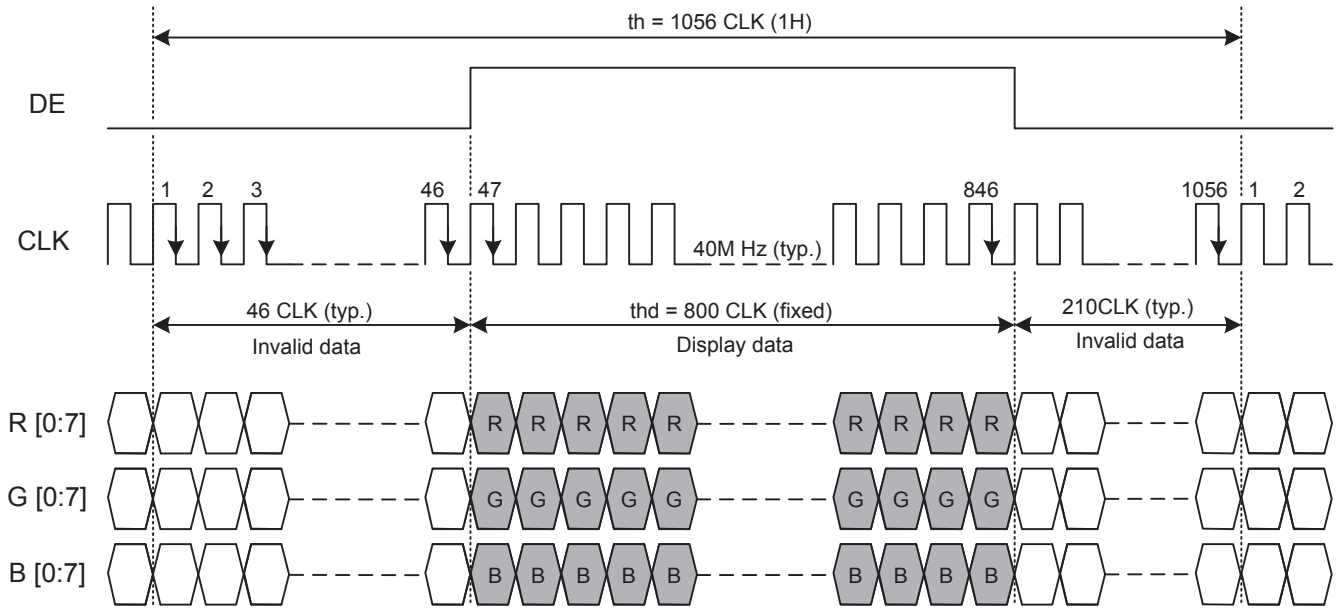 th = 1056 CLK (1H)
DE
1 2 3 46 47 846 1056 1 2
CLK
40M Hz (typ.)
46 CLK (typ.) thd = 800 CLK (fixed) 210CLK (typ.)
Invalid data Display data Invalid data
R [0:7] R R R R R R R R R
G [0:7] G G G G G G G G G
B [0:7] B B B B B B B B B